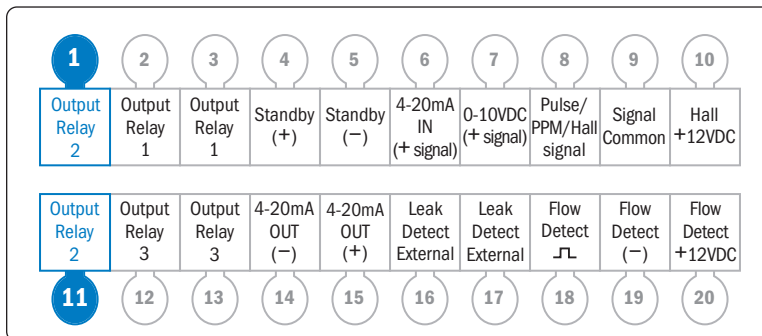 1 2 3 4 5 6 7 8 9 10
Output Relay 2
Output Relay 1
Output Relay 1
Standby (+)
Standby (−)
4-20mA IN (+ signal)
0-10VDC (+ signal)
Pulse/ PPM/Hall signal
Signal Common
Hall +12VDC
Output Relay 2
Output Relay 3
Output Relay 3
4-20mA OUT (−)
4-20mA OUT (+)
Leak Detect External
Leak Detect External
Flow Detect
Flow Detect (−)
Flow Detect +12VDC
11 12 13 14 15 16 17 18 19 20